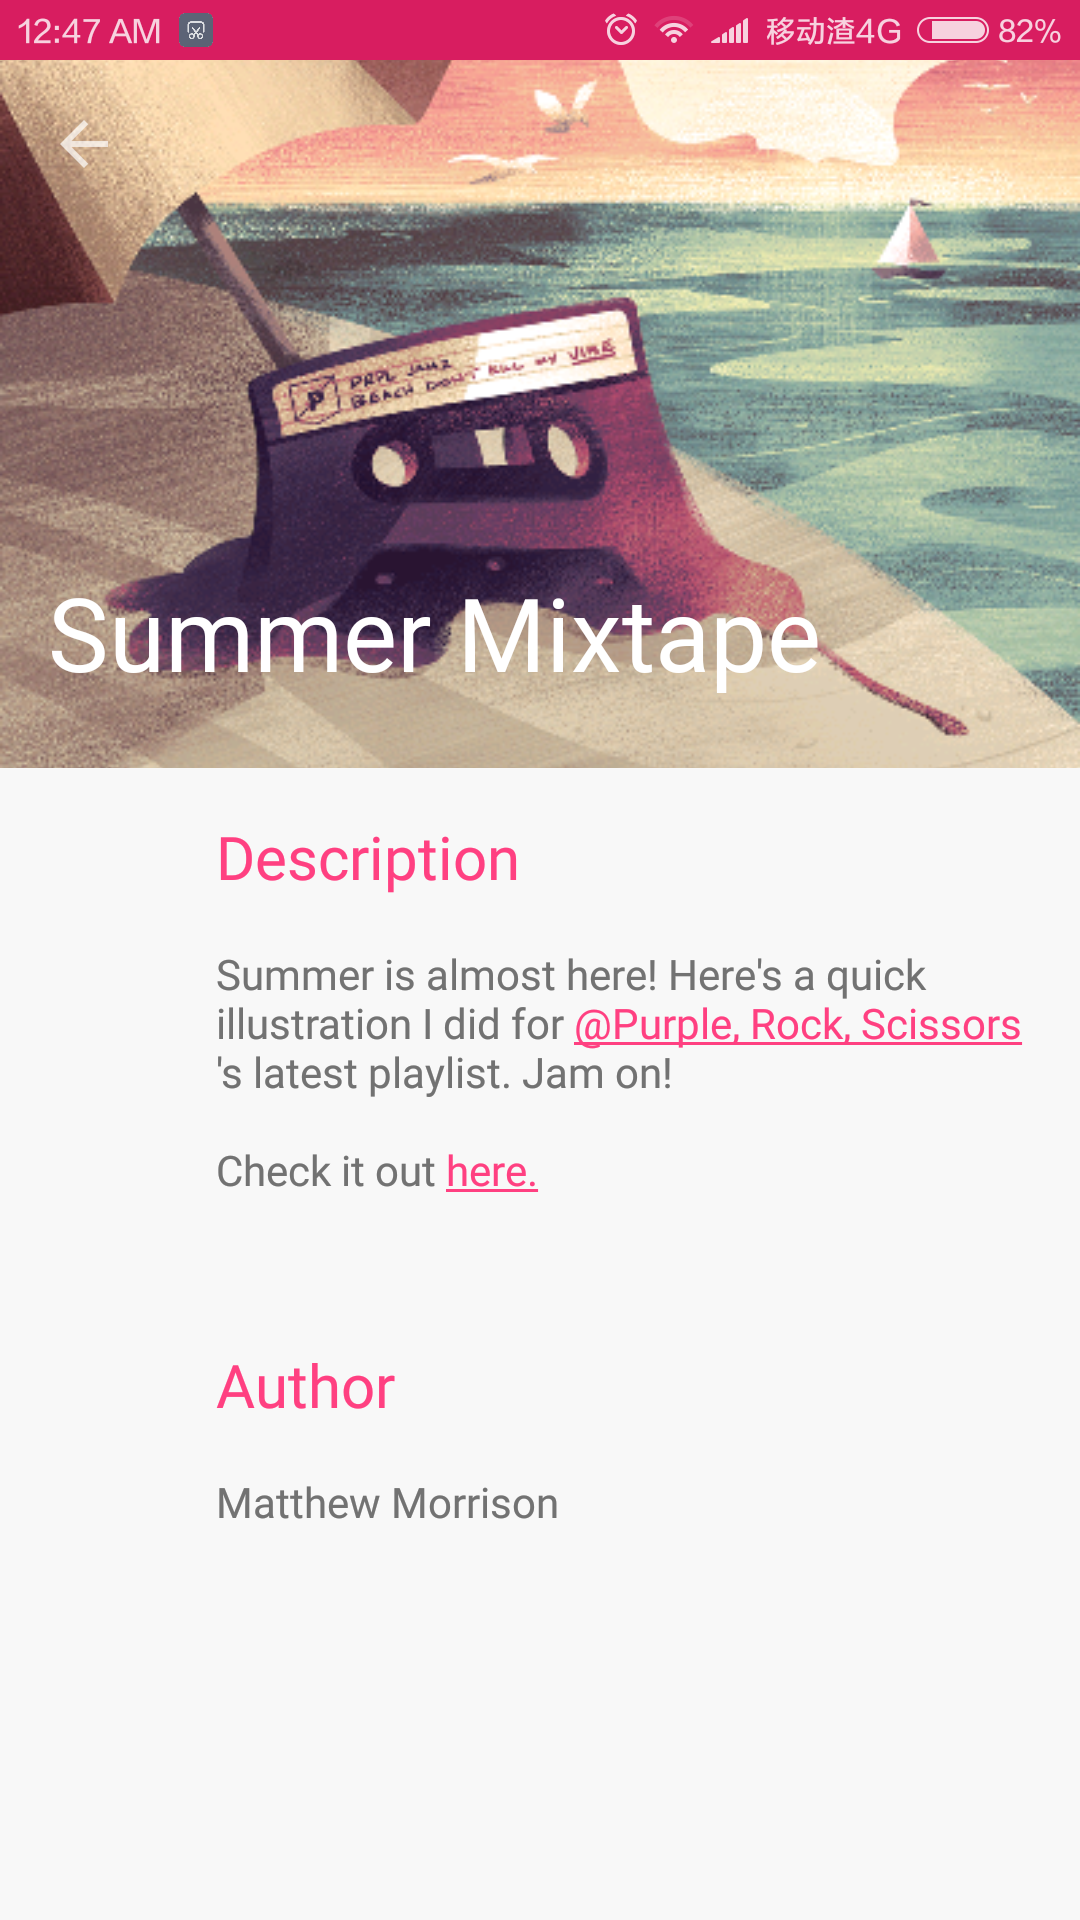 12:47 AM 移动渣4G 82%
P PRPL JAMZ
BEACH DON'T KILL MY VIBE
Summer Mixtape
Description
Summer is almost here! Here's a quick
illustration I did for @Purple, Rock, Scissors
's latest playlist. Jam on!
Check it out here.
Author
Matthew Morrison